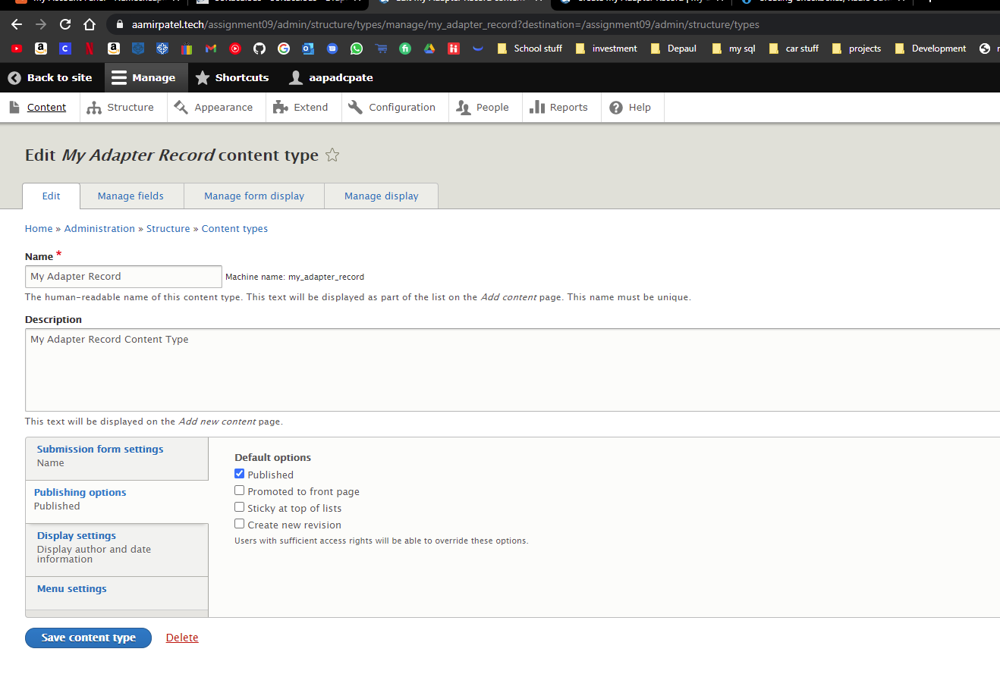 aamirpatel.tech/assignment09/admin/structure/types/manage/my_adapter_record?destination=/assignment09/admin/structure/types
School stuff investment Depaul my sql car stuff projects Development
Back to site Manage Shortcuts aapadcpate
Content Structure Appearance Extend Configuration People Reports Help
Edit My Adapter Record content type
Edit Manage fields Manage form display Manage display
Home » Administration » Structure » Content types
Name *
My Adapter Record Machine name: my_adapter_record
The human-readable name of this content type. This text will be displayed as part of the list on the Add content page. This name must be unique.
Description
My Adapter Record Content Type
This text will be displayed on the Add new content page.
Submission form settings
Name
Publishing options
Published
Display settings
Display author and date
information
Menu settings
Default options
Published
Promoted to front page
Sticky at top of lists
Create new revision
Users with sufficient access rights will be able to override these options.
Save content type Delete